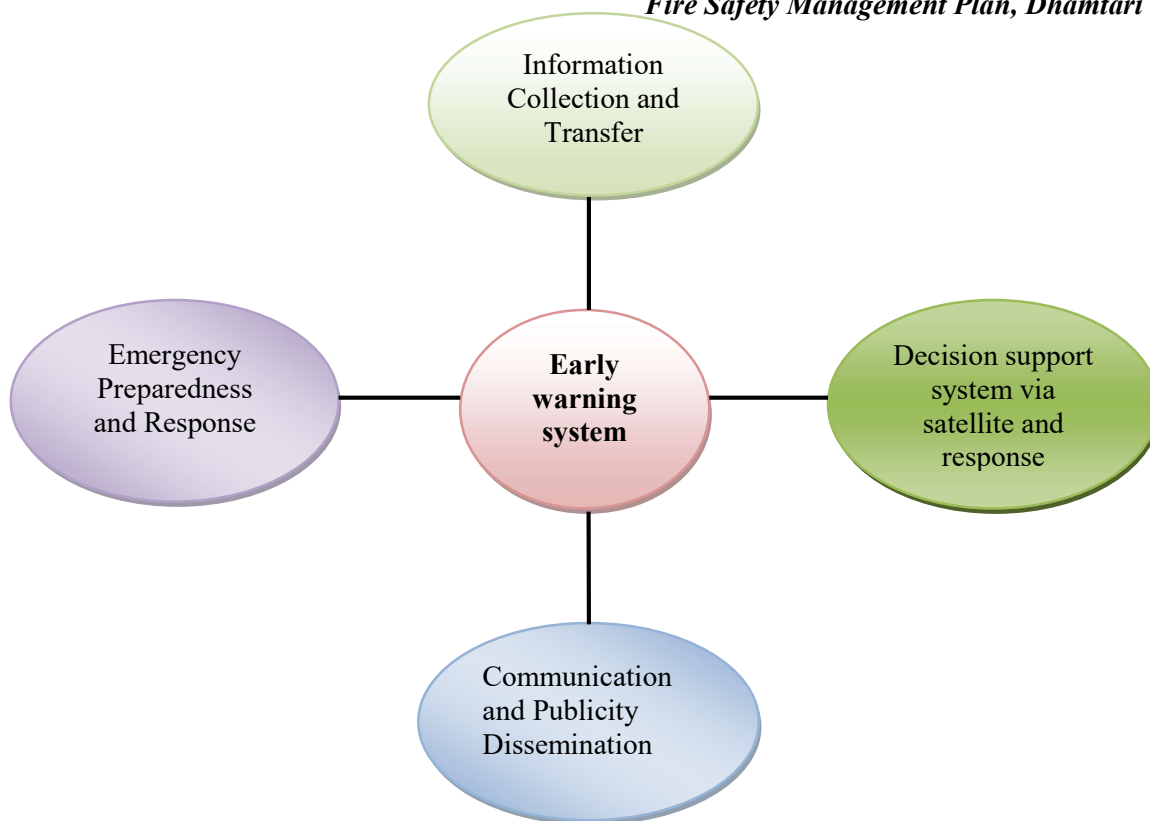 Fire Safety Management Plan, Dhamtari
Information
Collection and
Transfer
Emergency
Preparedness
and Response
Early
warning
system
Decision support
system via
satellite and
response
Communication
and Publicity
Dissemination